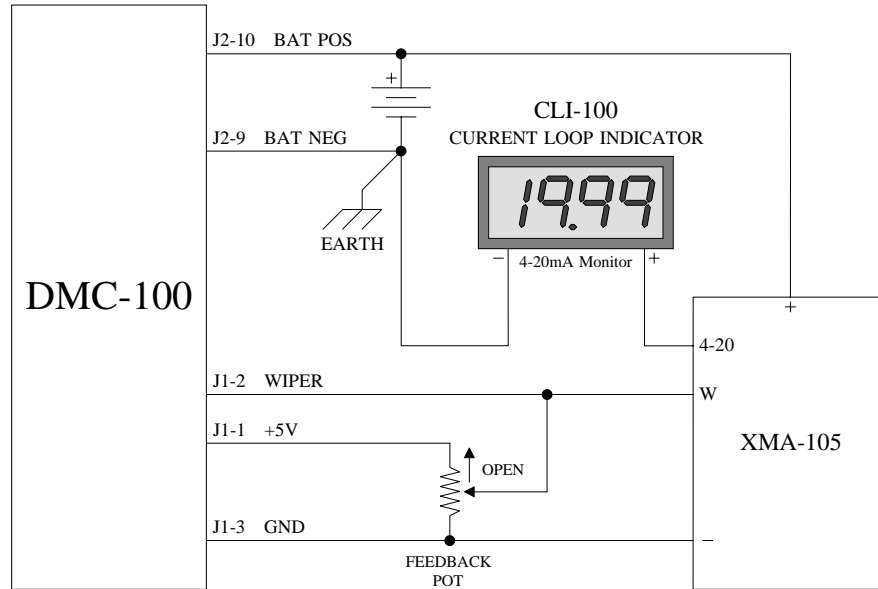 J2-10 BAT POS
+
J2-9 BAT NEG
EARTH
CLI-100
CURRENT LOOP INDICATOR
19.99
− 4-20mA Monitor +
DMC-100
+
4-20
J1-2 WIPER
W
J1-1 +5V
XMA-105
OPEN
J1-3 GND
−
FEEDBACK
POT